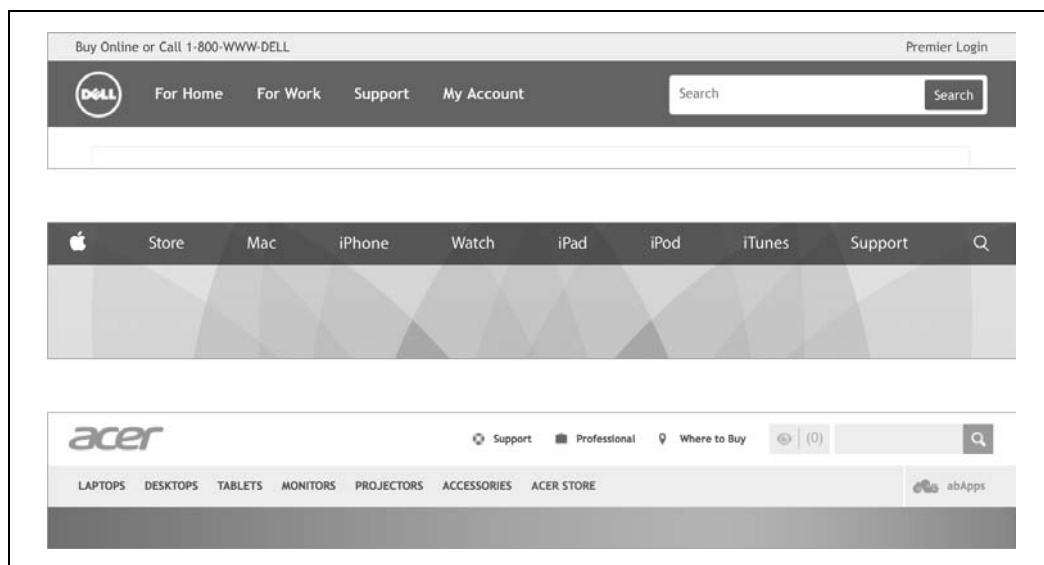 Buy Online or Call 1-800-WWW-DELL Premier Login
DELL For Home For Work Support My Account Search Search
Store Mac iPhone Watch iPad iPod iTunes Support
acer Support Professional Where to Buy (0)
LAPTOPS DESKTOPS TABLETS MONITORS PROJECTORS ACCESSORIES ACER STORE abApps